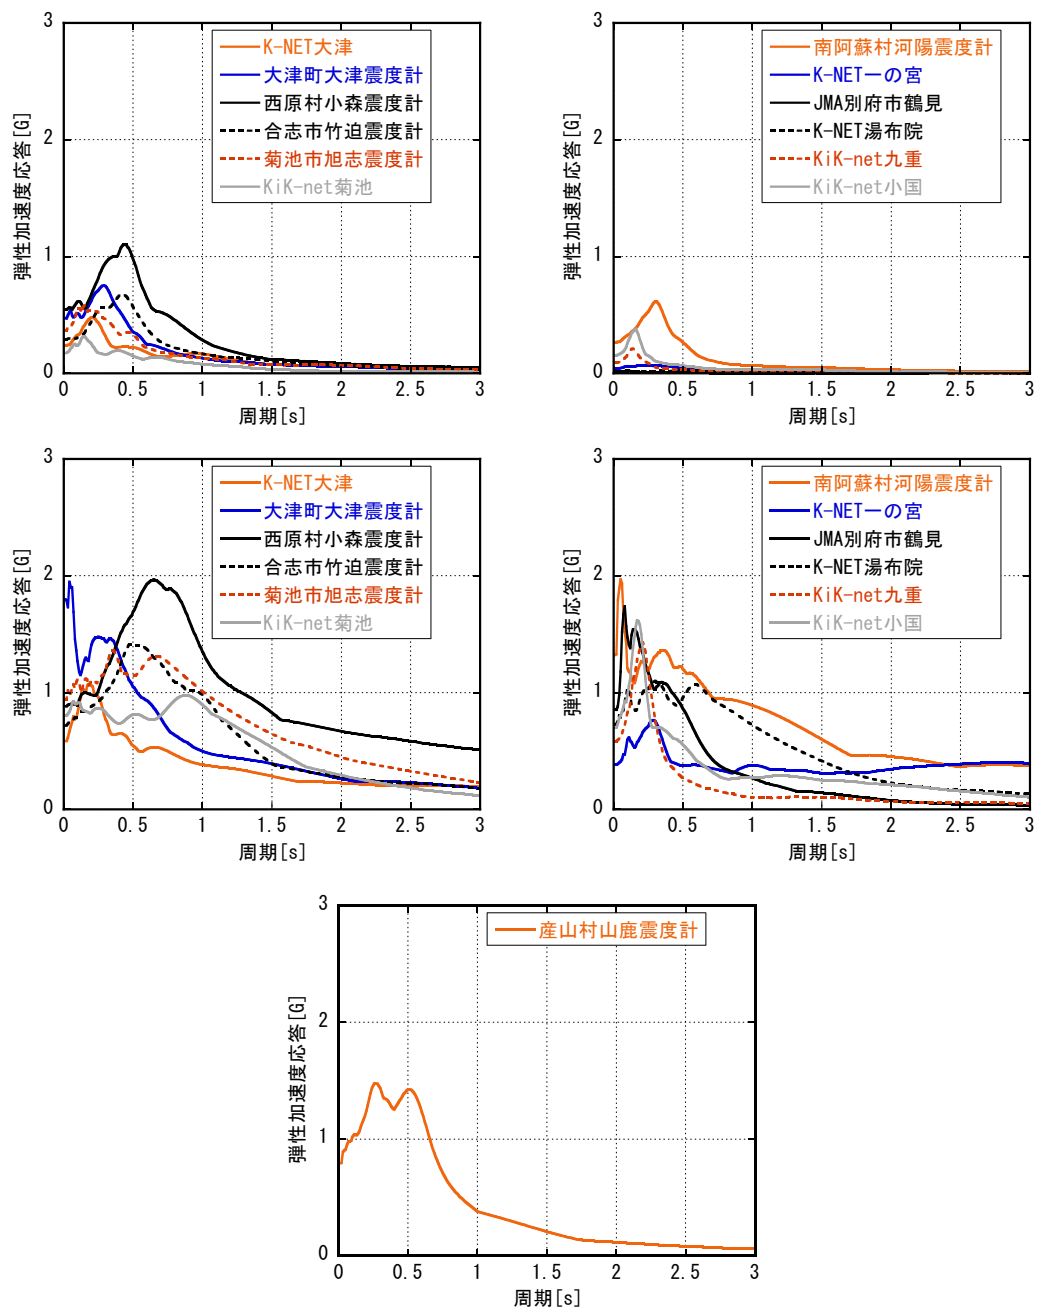 3
2
1
0
弾性加速度応答[G]
K-NET大津
大津町大津震度計
西原村小森震度計
合志市竹迫震度計
菊池市旭志震度計
KiK-net菊池
0 0.5 1 1.5 2 2.5 3
周期[s]
3
2
1
0
弾性加速度応答[G]
南阿蘇村河陽震度計
K-NET一の宮
JMA別府市鶴見
K-NET湯布院
KiK-net九重
KiK-net小国
0 0.5 1 1.5 2 2.5 3
周期[s]
3
2
1
0
弾性加速度応答[G]
K-NET大津
大津町大津震度計
西原村小森震度計
合志市竹迫震度計
菊池市旭志震度計
KiK-net菊池
0 0.5 1 1.5 2 2.5 3
周期[s]
3
2
1
0
弾性加速度応答[G]
南阿蘇村河陽震度計
K-NET一の宮
JMA別府市鶴見
K-NET湯布院
KiK-net九重
KiK-net小国
0 0.5 1 1.5 2 2.5 3
周期[s]
3
2
1
0
弾性加速度応答[G]
産山村山鹿震度計
0 0.5 1 1.5 2 2.5 3
周期[s]